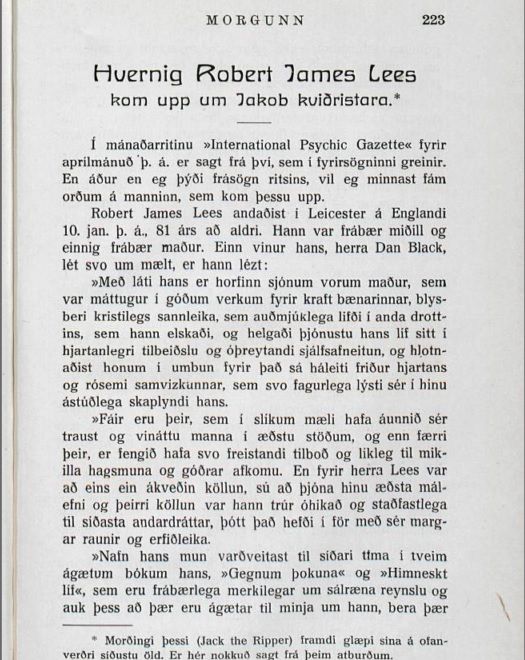 MORGUNN 223
Hvernig Robert James Lees
kom upp um Jakob kviðristara.*
Í mánaðarritinu »International Psychic Gazette« fyrir
aprílmánuð þ. á. er sagt frá því, sem í fyrirsögninni greinir.
En áður en eg þýði frásögn ritsins, vil eg minnast fám
orðum á manninn, sem kom þessu upp.
Robert James Lees andaðist í Leicester á Englandi
10. jan. þ. á., 81 árs að aldri. Hann var frábær miðill og
einnig frábær maður. Einn vinur hans, herra Dan Black,
lét svo um mælt, er hann lézt:
»Með láti hans er horfinn sjónum vorum maður, sem
var máttugur í góðum verkum fyrir kraft bænarinnar, blys-
beri kristilegs sannleika, sem auðmjúklega lifði í anda drott-
ins, sem hann elskaði, og helgaði þjónustu hans líf sitt í
hjartanlegri tilbeiðslu og óþreytandi sjálfsafneitun, og hlotn-
aðist honum í umbun fyrir það sá háleiti friður hjartans
og rósemi samvizkunnar, sem svo fagurlega lýsti sér í hinu
ástúðlega skaplyndi hans.
»Fáir eru þeir, sem í slíkum mæli hafa áunnið sér
traust og vináttu manna í æðstu stöðum, og enn færri
þeir, er fengið hafa svo freistandi tilboð og likleg til mik-
illa hagsmuna og góðrar afkomu. En fyrir herra Lees var
að eins ein ákveðin köllun, sú að þjóna hinu æðsta mál-
efni og þeirri köllun var hann trúr óhikað og staðfastlega
til síðasta andardráttar, þótt það hefði í för með sér marg-
ar raunir og erfiðleika.
»Nafn hans mun varðveitast til síðari tíma í tveim
ágætum bókum hans, »Gegnum þokuna« og »Himneskt
líf«, sem eru frábærlega merkilegar um sálræna reynslu og
auk þess að þær eru ágætar til minja um hann, bera þær
* Morðingi þessi (Jack the Ripper) framdi glæpi sína á ofan-
verðri síðustu öld. Er hér nokkuð sagt frá þeim atburðum.